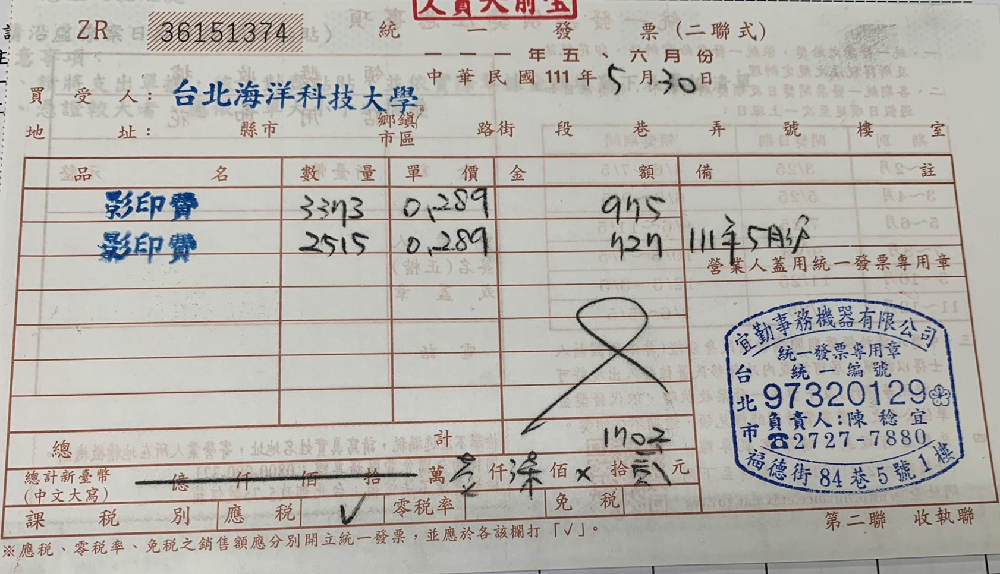 ZR 36151374 統一發票(二聯式)
一一一年五、六月份
中華民國111年5月30日
買受人：台北海洋科技大學
地址：縣市 鄉鎮市區 路街 段 巷 弄 號 樓 室
品名 數量 單價 金額 備註
影印費 3373 0.289 975
影印費 2515 0.289 727 111年5月份
營業人蓋用統一發票專用章
宜勤事務機器有限公司
統一發票專用章
統一編號
台北市
97320129
負責人:陳稔宜
☎2727-7880
福德街84巷5號1樓
總計 1702
總計新臺幣(中文大寫) 億仟佰拾萬壹仟柒佰x拾貳元
課稅別 應稅 √ 零稅率 免稅
第二聯 收執聯
※應稅、零稅率、免稅之銷售額應分別開立統一發票，並應於各該欄打「√」。